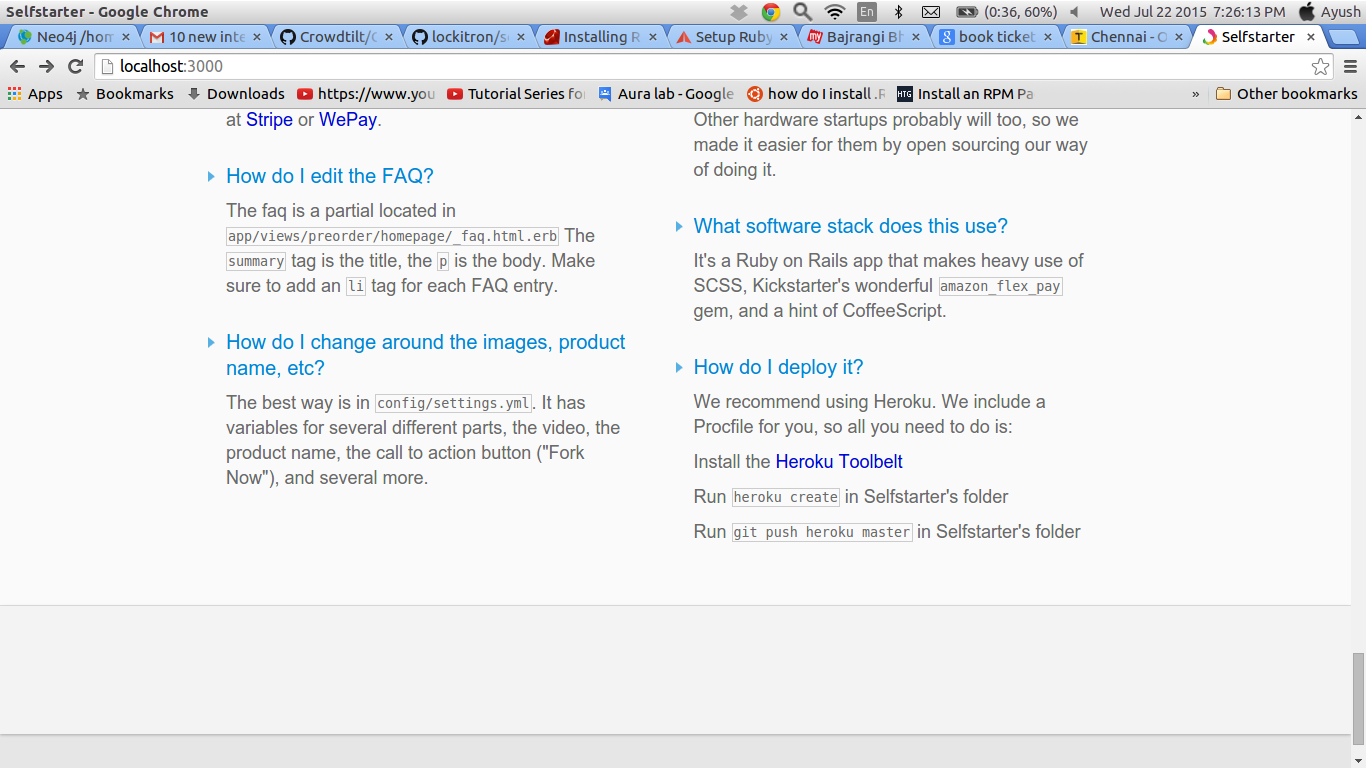 Selfstarter - Google Chrome
En
(0:36, 60%)
Wed Jul 22 2015 7:26:13 PM
Ayush
Neo4j /hom
10 new inte
Crowdtilt/C
lockitron/s
Installing R
Setup Ruby
my
Bajrangi Bh
book ticket
Chennai - O
Selfstarter
localhost:3000
Apps
Bookmarks
Downloads
https://www.you
Tutorial Series fo
Aura lab - Google
how do I install .R
HTG
Install an RPM Pa
»
Other bookmarks
at Stripe or WePay.
How do I edit the FAQ?
The faq is a partial located in
app/views/preorder/homepage/_faq.html.erb The
summary tag is the title, the p is the body. Make
sure to add an li tag for each FAQ entry.
How do I change around the images, product
name, etc?
The best way is in config/settings.yml. It has
variables for several different parts, the video, the
product name, the call to action button ("Fork
Now"), and several more.
Other hardware startups probably will too, so we
made it easier for them by open sourcing our way
of doing it.
What software stack does this use?
It's a Ruby on Rails app that makes heavy use of
SCSS, Kickstarter's wonderful amazon_flex_pay
gem, and a hint of CoffeeScript.
How do I deploy it?
We recommend using Heroku. We include a
Procfile for you, so all you need to do is:
Install the Heroku Toolbelt
Run heroku create in Selfstarter's folder
Run git push heroku master in Selfstarter's folder